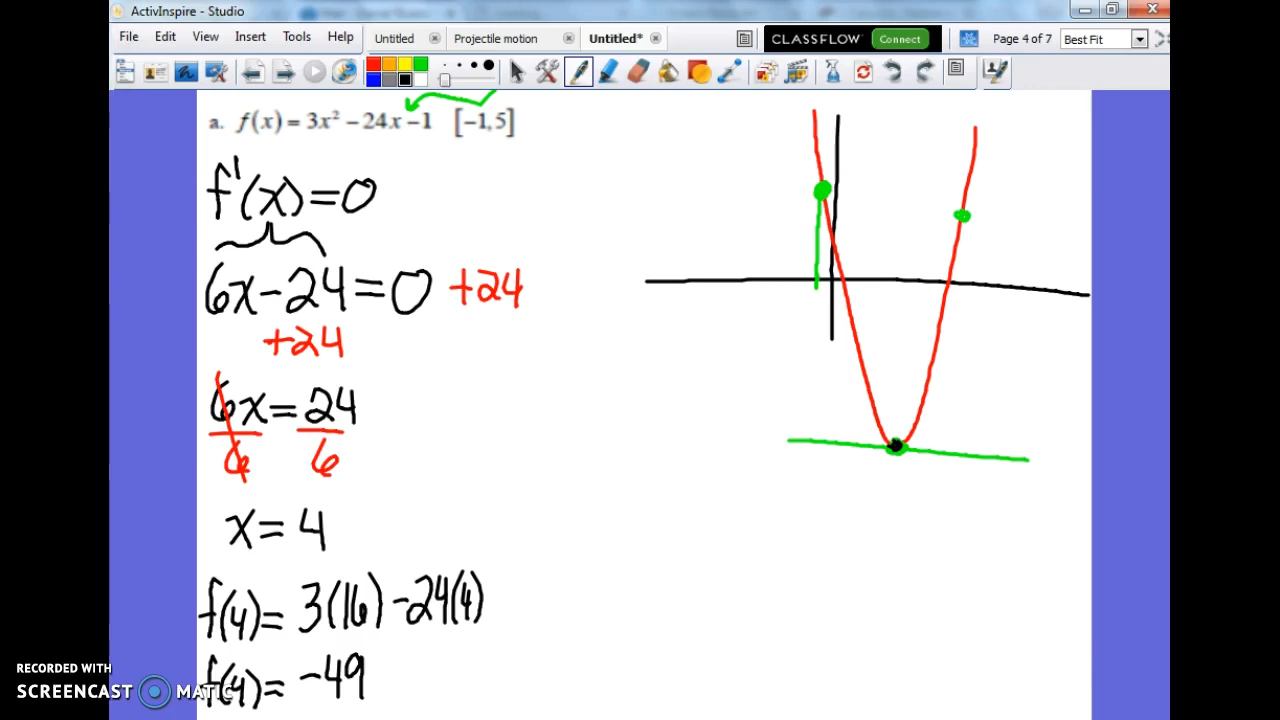 ActivInspire - Studio
File Edit View Insert Tools Help
Untitled
Projectile motion
Untitled*
CLASSFLOW Connect
Page 4 of 7
Best Fit
a. f(x) = 3x² − 24x − 1 [−1, 5]
f'(x) = 0
6x − 24 = 0 +24
+24
6x = 24
6 6
x = 4
f(4) = 3(16) − 24(4)
f(4) = −49
RECORDED WITH
SCREENCAST MATIC